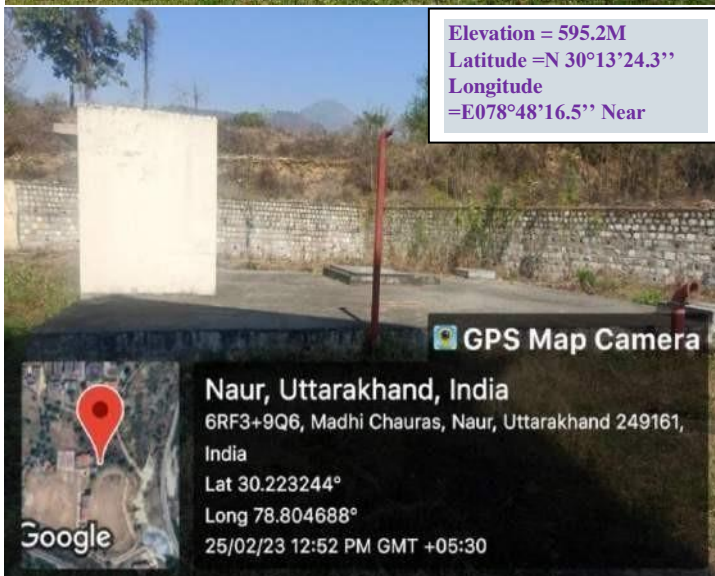 Elevation = 595.2M
Latitude =N 30°13’24.3’’
Longitude
=E078°48’16.5’’ Near
GPS Map Camera
Naur, Uttarakhand, India
6RF3+9Q6, Madhi Chauras, Naur, Uttarakhand 249161,
India
Lat 30.223244°
Long 78.804688°
25/02/23 12:52 PM GMT +05:30
Google